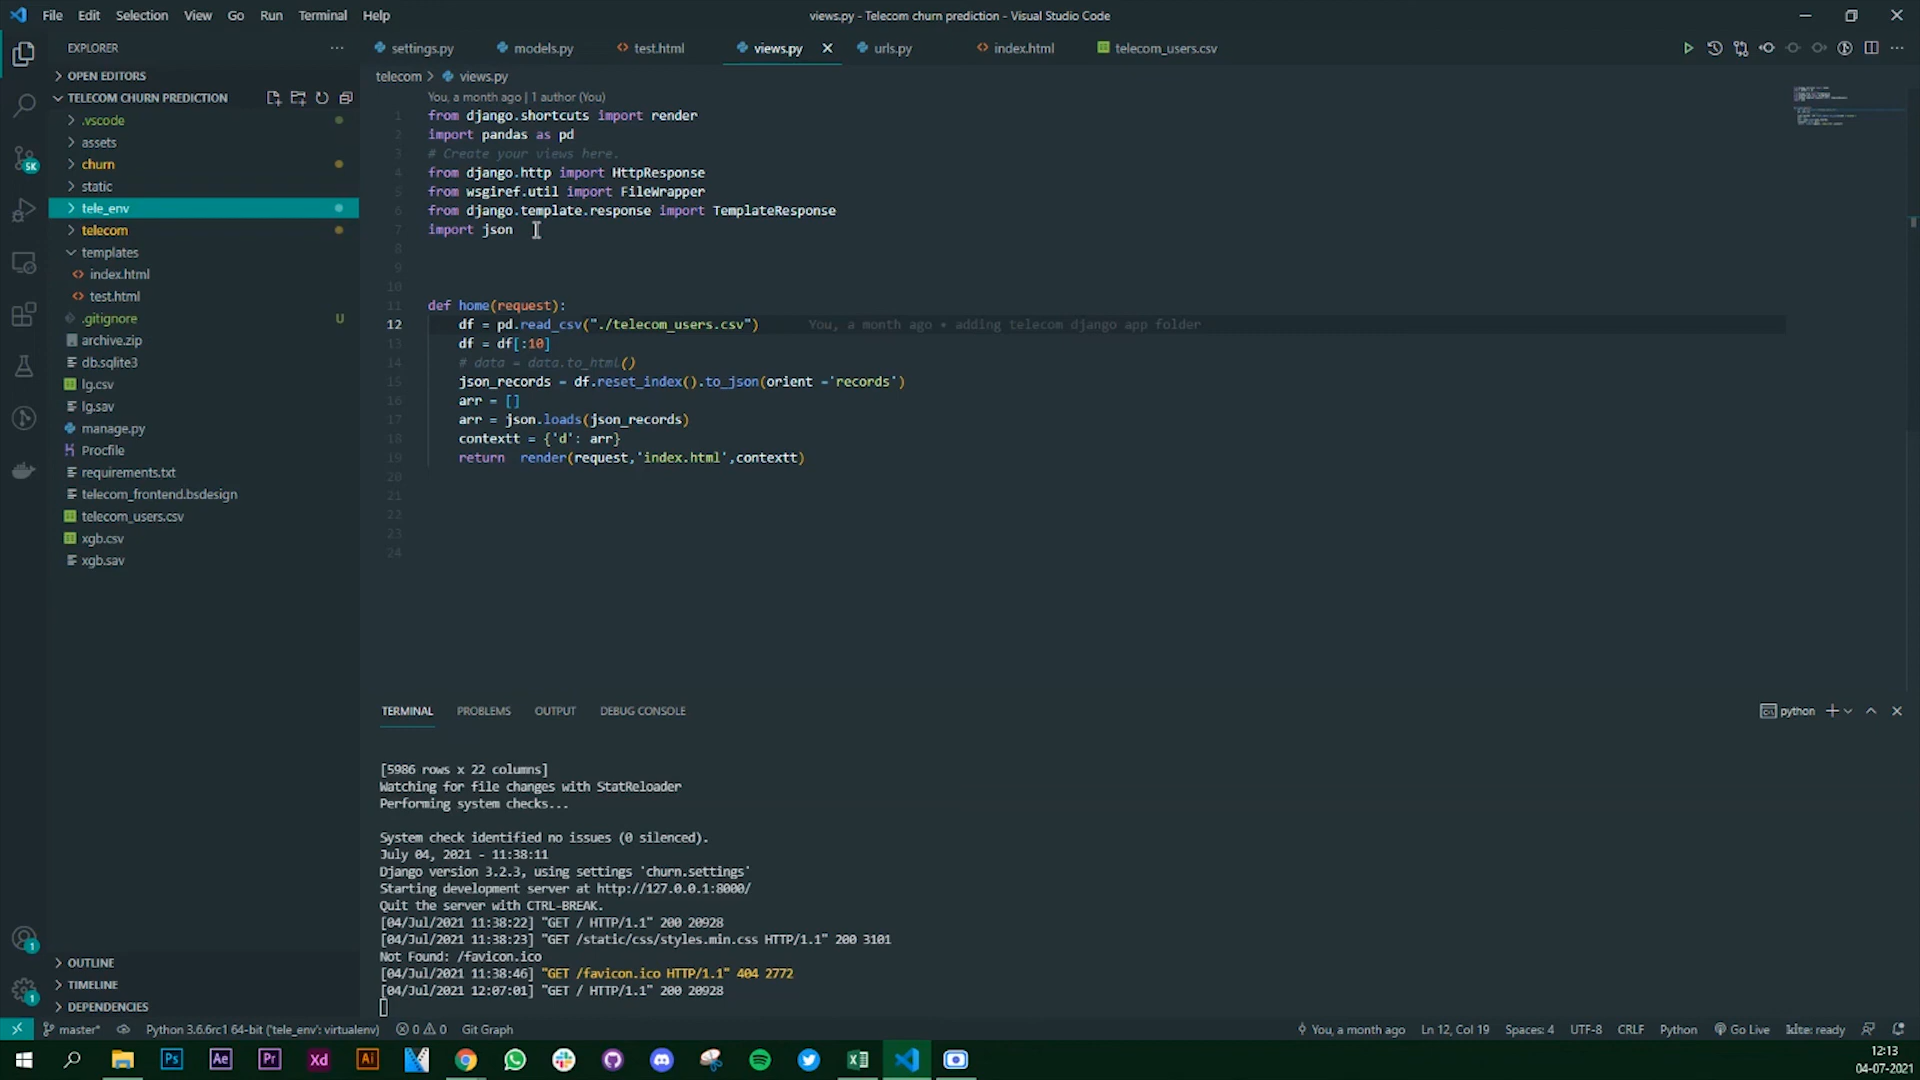 File Edit Selection View Go Run Terminal Help
views.py - Telecom churn prediction - Visual Studio Code
EXPLORER
OPEN EDITORS
TELECOM CHURN PREDICTION
.vscode
assets
churn
static
tele_env
telecom
templates
index.html
test.html
.gitignore U
archive.zip
db.sqlite3
lg.csv
lg.sav
manage.py
Procfile
requirements.txt
telecom_frontend.bsdesign
telecom_users.csv
xgb.csv
xgb.sav
OUTLINE
TIMELINE
DEPENDENCIES
5K
1
1
settings.py models.py test.html views.py urls.py index.html telecom_users.csv
telecom > views.py
You, a month ago | 1 author (You)
1 from django.shortcuts import render
2 import pandas as pd
3 # Create your views here.
4 from django.http import HttpResponse
5 from wsgiref.util import FileWrapper
6 from django.template.response import TemplateResponse
7 import json
8
9
10
11 def home(request):
12 df = pd.read_csv("./telecom_users.csv") You, a month ago • adding telecom django app folder
13 df = df[:10]
14 # data = data.to_html()
15 json_records = df.reset_index().to_json(orient ='records')
16 arr = []
17 arr = json.loads(json_records)
18 contextt = {'d': arr}
19 return render(request,'index.html',contextt)
20
21
22
23
24
TERMINAL PROBLEMS OUTPUT DEBUG CONSOLE
python
[5986 rows x 22 columns]
Watching for file changes with StatReloader
Performing system checks...
System check identified no issues (0 silenced).
July 04, 2021 - 11:38:11
Django version 3.2.3, using settings 'churn.settings'
Starting development server at http://127.0.0.1:8000/
Quit the server with CTRL-BREAK.
[04/Jul/2021 11:38:22] "GET / HTTP/1.1" 200 20928
[04/Jul/2021 11:38:23] "GET /static/css/styles.min.css HTTP/1.1" 200 3101
Not Found: /favicon.ico
[04/Jul/2021 11:38:46] "GET /favicon.ico HTTP/1.1" 404 2772
[04/Jul/2021 12:07:01] "GET / HTTP/1.1" 200 20928
master* Python 3.6.6rc1 64-bit ('tele_env': virtualenv) 0 0 Git Graph
You, a month ago Ln 12, Col 19 Spaces: 4 UTF-8 CRLF Python Go Live kite: ready
Ps Ae Pr Xd Ai
12:13
04-07-2021